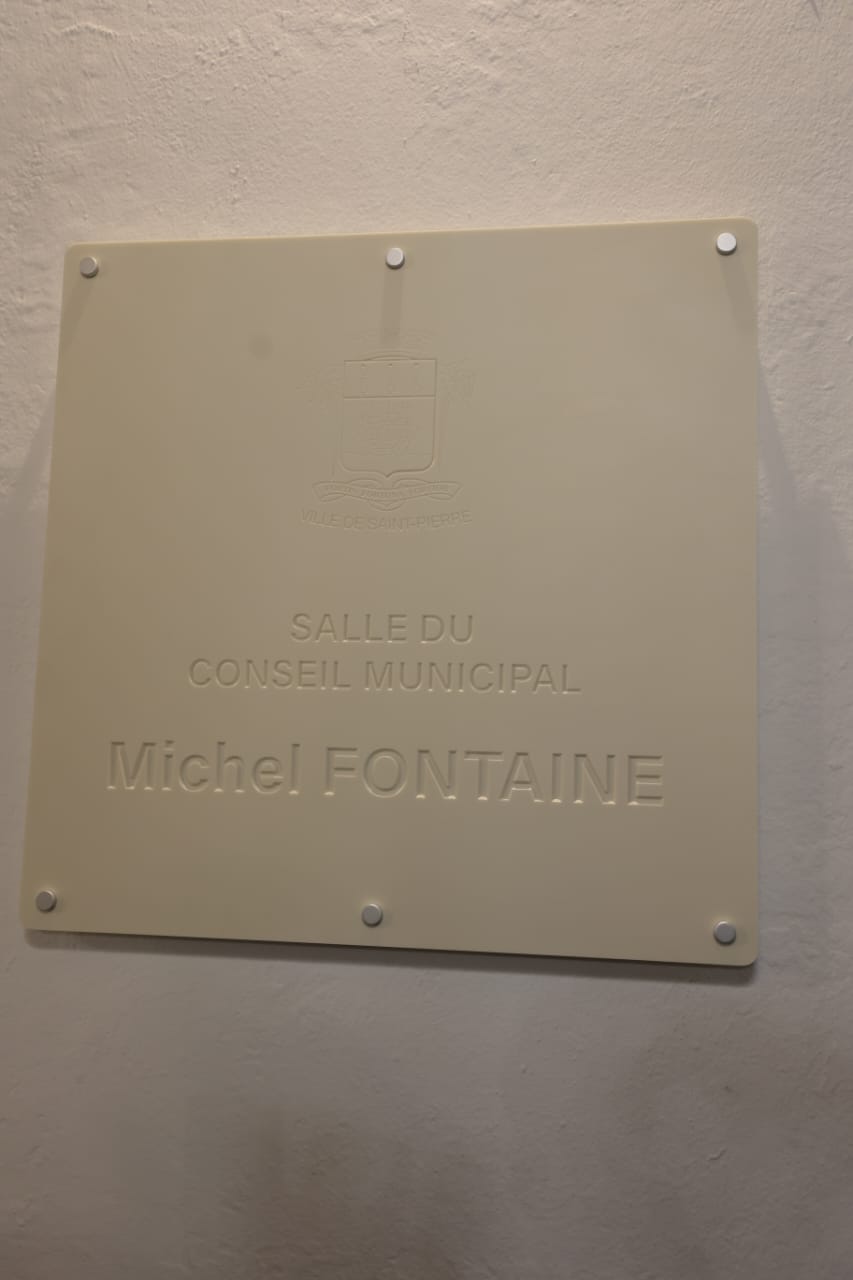 VILLE DE SAINT-PIERRE
SALLE DU
CONSEIL MUNICIPAL
Michel FONTAINE